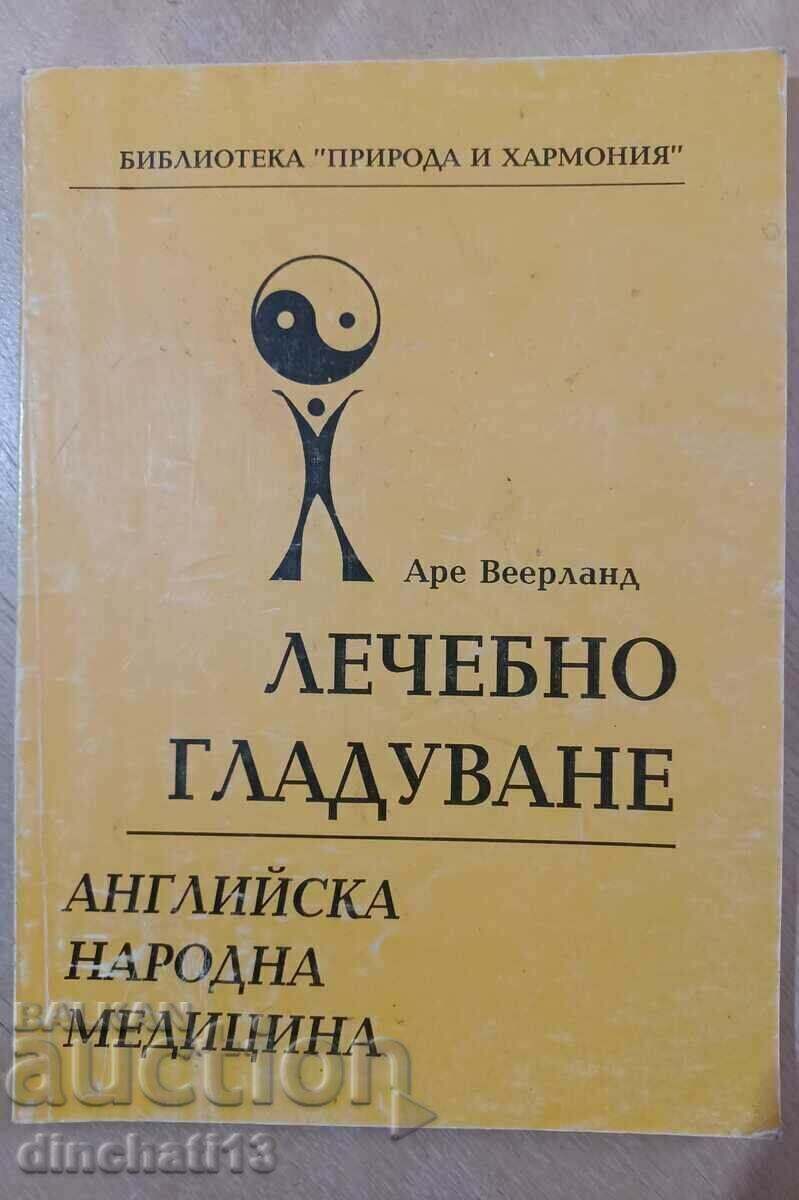 БИБЛИОТЕКА "ПРИРОДА И ХАРМОНИЯ"
Аре Веерланд
ЛЕЧЕБНО
ГЛАДУВАНЕ
АНГЛИЙСКА
НАРОДНА
МЕДИЦИНА
BALKAN
auction
dinchati13